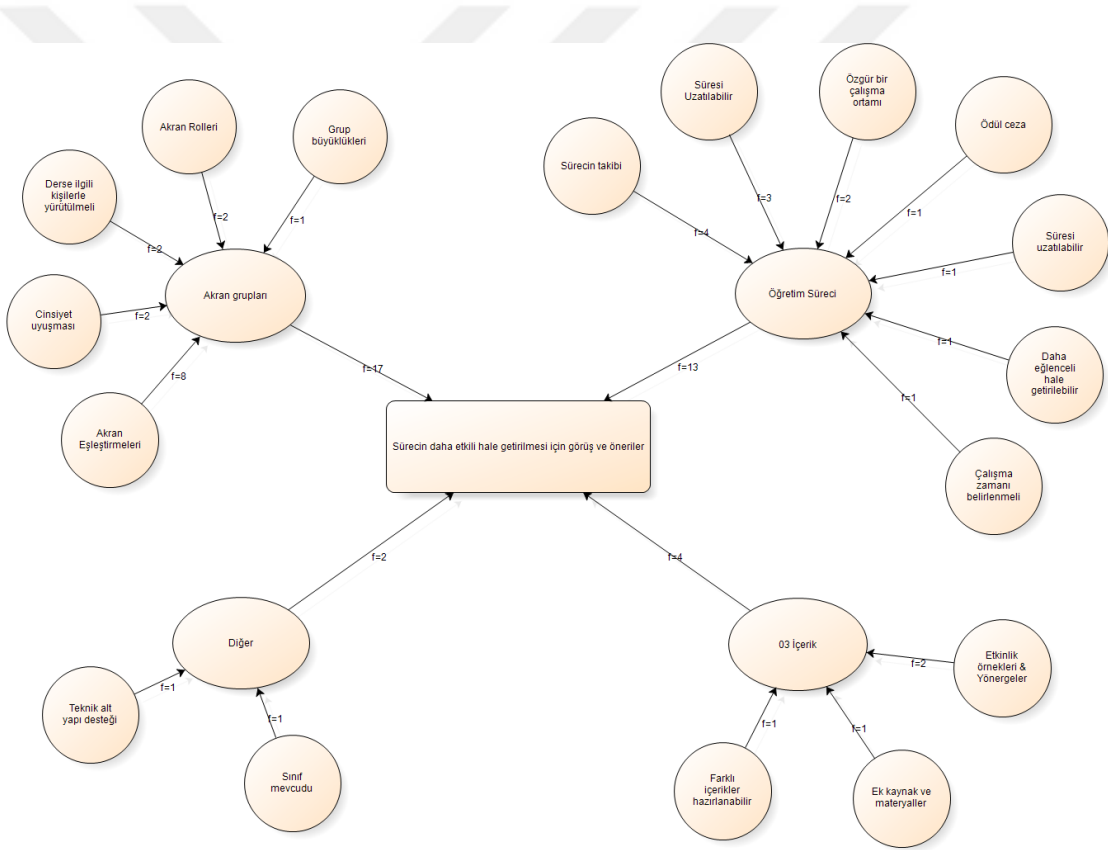 Akran Rolleri
Grup
büyüklükleri
Derse ilgili
kişilerle
yürütülmeli
Cinsiyet
uyuşması
Akran
Eşleştirmeleri
f=2
f=1
f=2
f=2
f=8
Akran grupları
f=17
Süresi
Uzatılabilir
Özgür bir
çalışma
ortamı
Ödül ceza
Sürecin takibi
Süresi
uzatılabilir
Daha
eğlenceli
hale
getirilebilir
Çalışma
zamanı
belirlenmeli
f=4
f=3
f=2
f=1
f=1
f=1
f=1
Öğretim Süreci
f=13
Sürecin daha etkili hale getirilmesi için görüş ve öneriler
f=2
f=4
Diğer
f=1
f=1
Teknik alt
yapı desteği
Sınıf
mevcudu
03 İçerik
f=2
f=1
f=1
Etkinlik
örnekleri &
Yönergeler
Farklı
içerikler
hazırlanabilir
Ek kaynak ve
materyaller